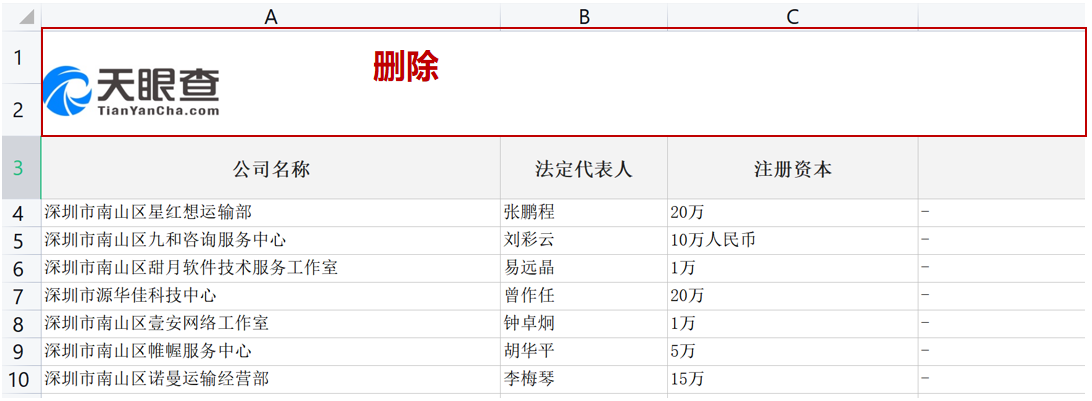 A B C
1 删除
天眼查
TianYanCha.com
2
3 公司名称 法定代表人 注册资本
4 深圳市南山区星红想运输部 张鹏程 20万 -
5 深圳市南山区九和咨询服务中心 刘彩云 10万人民币 -
6 深圳市南山区甜月软件技术服务工作室 易远晶 1万 -
7 深圳市源华佳科技中心 曾作任 20万 -
8 深圳市南山区壹安网络工作室 钟卓炯 1万 -
9 深圳市南山区帷幄服务中心 胡华平 5万 -
10 深圳市南山区诺曼运输经营部 李梅琴 15万 -